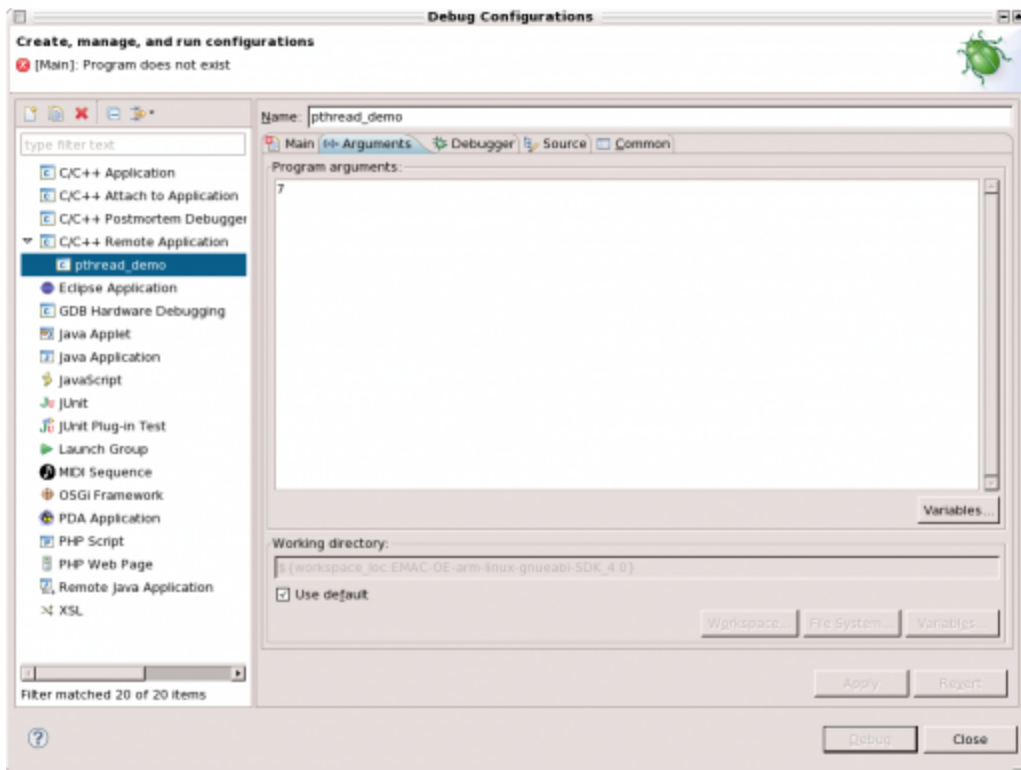 Debug Configurations
Create, manage, and run configurations
[Main]: Program does not exist
Name: pthread_demo
type filter text
Main Arguments Debugger Source Common
Program arguments:
7
C/C++ Application
C/C++ Attach to Application
C/C++ Postmortem Debugger
C/C++ Remote Application
pthread_demo
Eclipse Application
GDB Hardware Debugging
Java Applet
Java Application
JavaScript
JUnit
JUnit Plug-in Test
Launch Group
MIDI Sequence
OSGi Framework
PDA Application
PHP Script
PHP Web Page
Remote Java Application
XSL
Filter matched 20 of 20 items
Variables...
Working directory:
${workspace_loc:EMAC-OE-arm-linux-gnueabi-SDK_4.0}
Use default
Workspace... File System... Variables...
Apply Revert
Debug Close